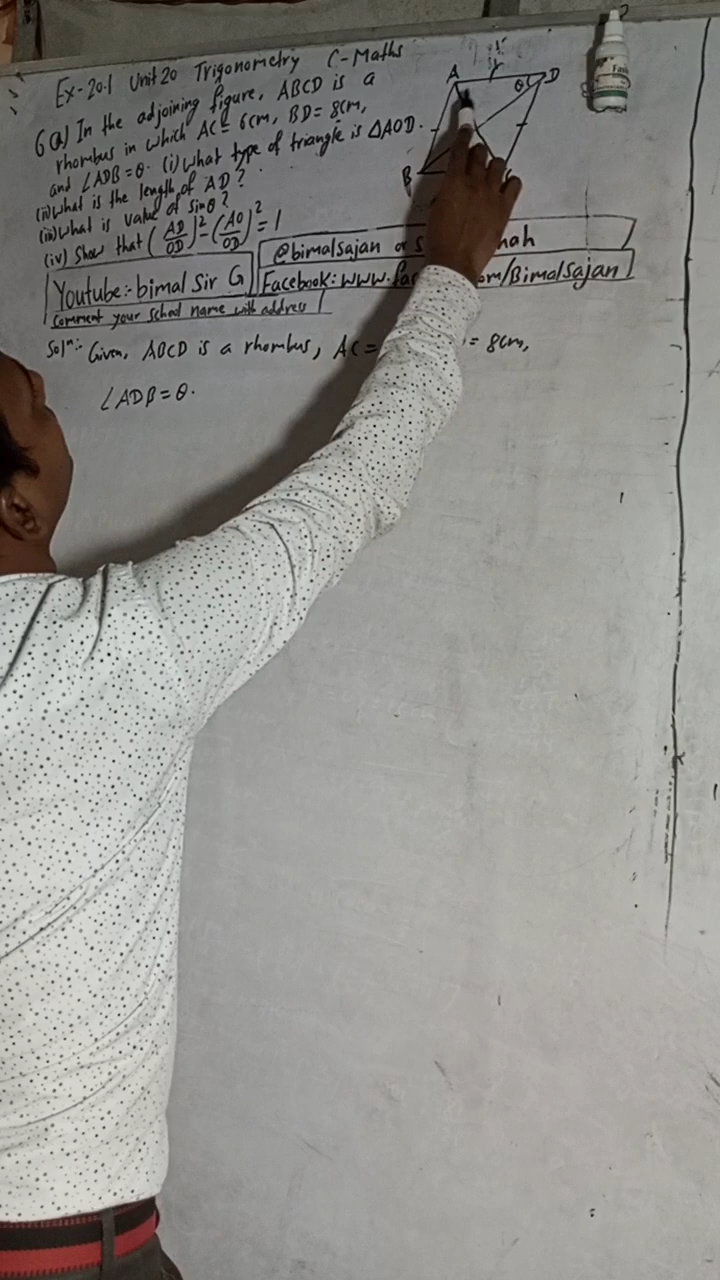 Ex-20.1 Unit 20 Trigonometry C-Maths
6(a) In the adjoining figure, ABCD is a
rhombus in which AC = 6cm, BD = 8cm,
and ∠ADB = θ. (i) What type of triangle is ΔAOD.
(ii) What is the length of AD?
(iii) What is value of sinθ?
(iv) Show that (AD/OD)² - (AO/OD)² = 1
A
D
θ
B
@bimalsajan or
Youtube:- bimal Sir G
Facebook: www.
om/Bimalsajan
Comment your school name with address
Solⁿ: Given, ABCD is a rhombus, AC =
= 8cm,
∠ADB = θ.